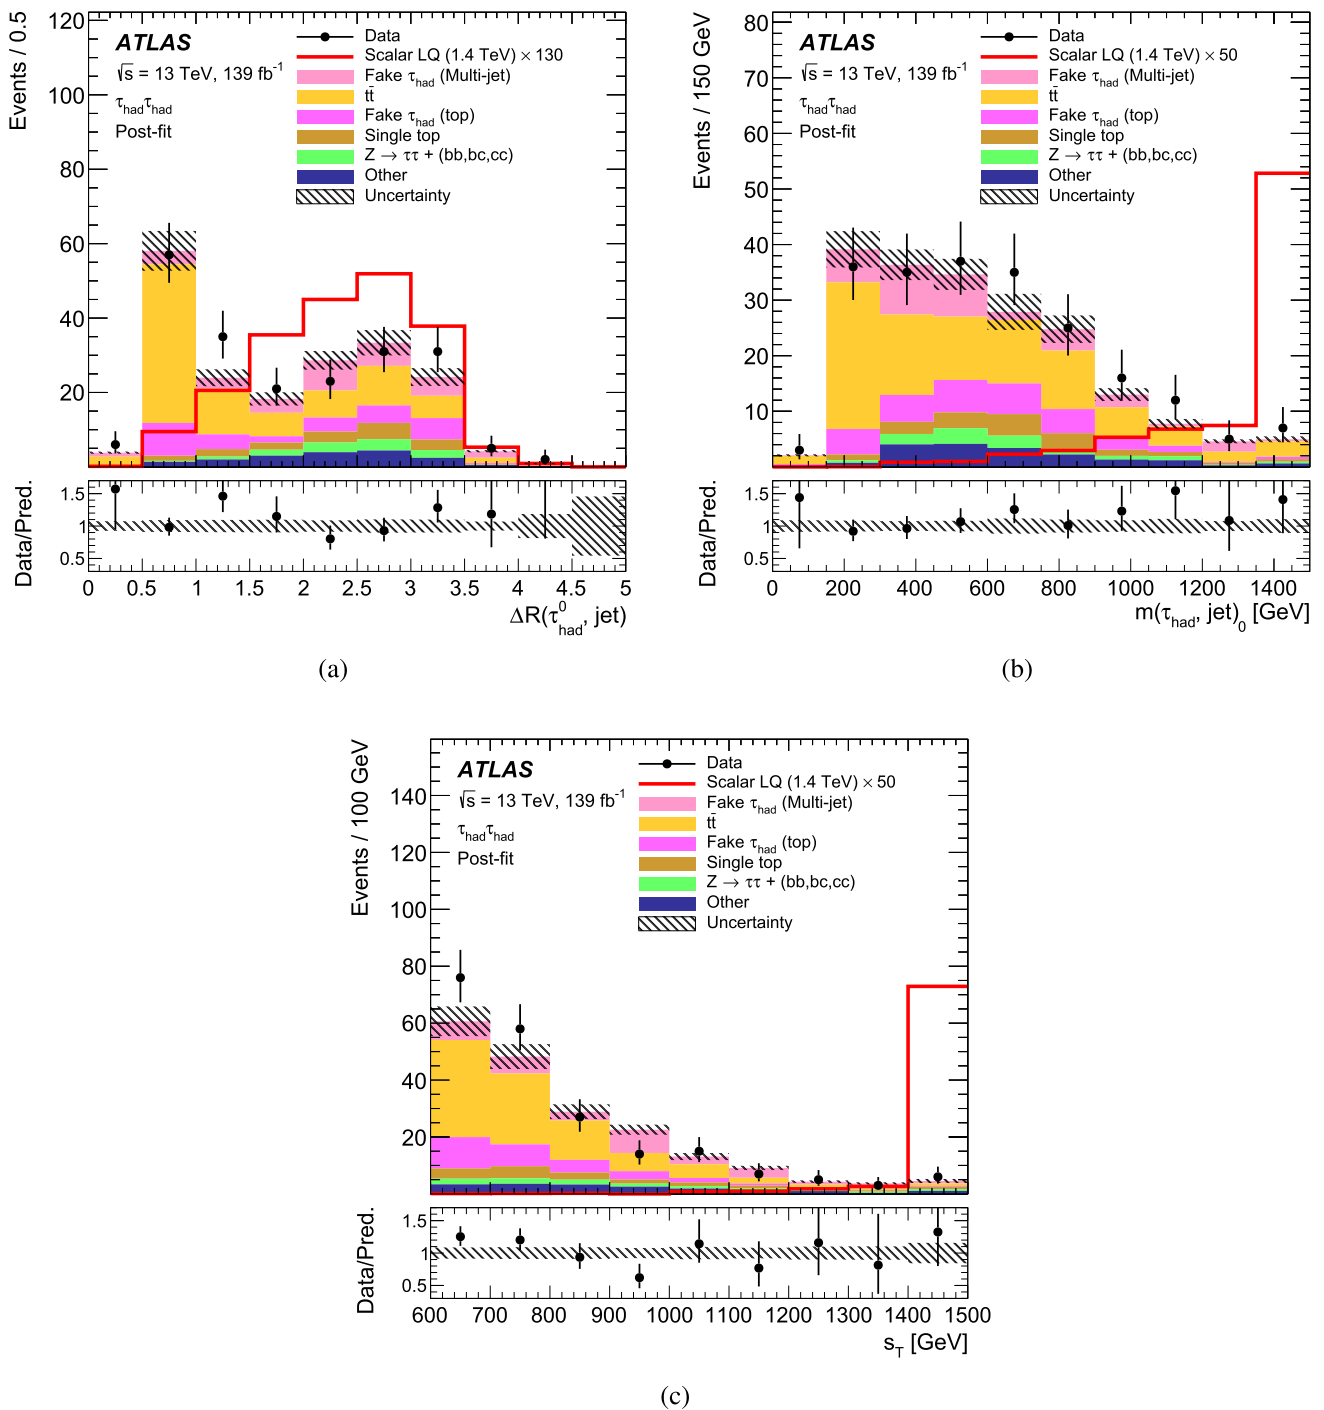 Events / 0.5
120
100
80
60
40
20
ATLAS
√s = 13 TeV, 139 fb-1
τhadτhad
Post-fit
Data
Scalar LQ (1.4 TeV) × 130
Fake τhad (Multi-jet)
tt̄
Fake τhad (top)
Single top
Z → ττ + (bb,bc,cc)
Other
Uncertainty
Data/Pred.
1.5
1
0.5
0 0.5 1 1.5 2 2.5 3 3.5 4 4.5 5
ΔR(τ0had, jet)
(a)
Events / 150 GeV
80
70
60
50
40
30
20
10
ATLAS
√s = 13 TeV, 139 fb-1
τhadτhad
Post-fit
Data
Scalar LQ (1.4 TeV) × 50
Fake τhad (Multi-jet)
tt̄
Fake τhad (top)
Single top
Z → ττ + (bb,bc,cc)
Other
Uncertainty
Data/Pred.
1.5
1
0.5
0 200 400 600 800 1000 1200 1400
m(τhad, jet)0 [GeV]
(b)
Events / 100 GeV
140
120
100
80
60
40
20
ATLAS
√s = 13 TeV, 139 fb-1
τhadτhad
Post-fit
Data
Scalar LQ (1.4 TeV) × 50
Fake τhad (Multi-jet)
tt̄
Fake τhad (top)
Single top
Z → ττ + (bb,bc,cc)
Other
Uncertainty
Data/Pred.
1.5
1
0.5
600 700 800 900 1000 1100 1200 1300 1400 1500
sT [GeV]
(c)